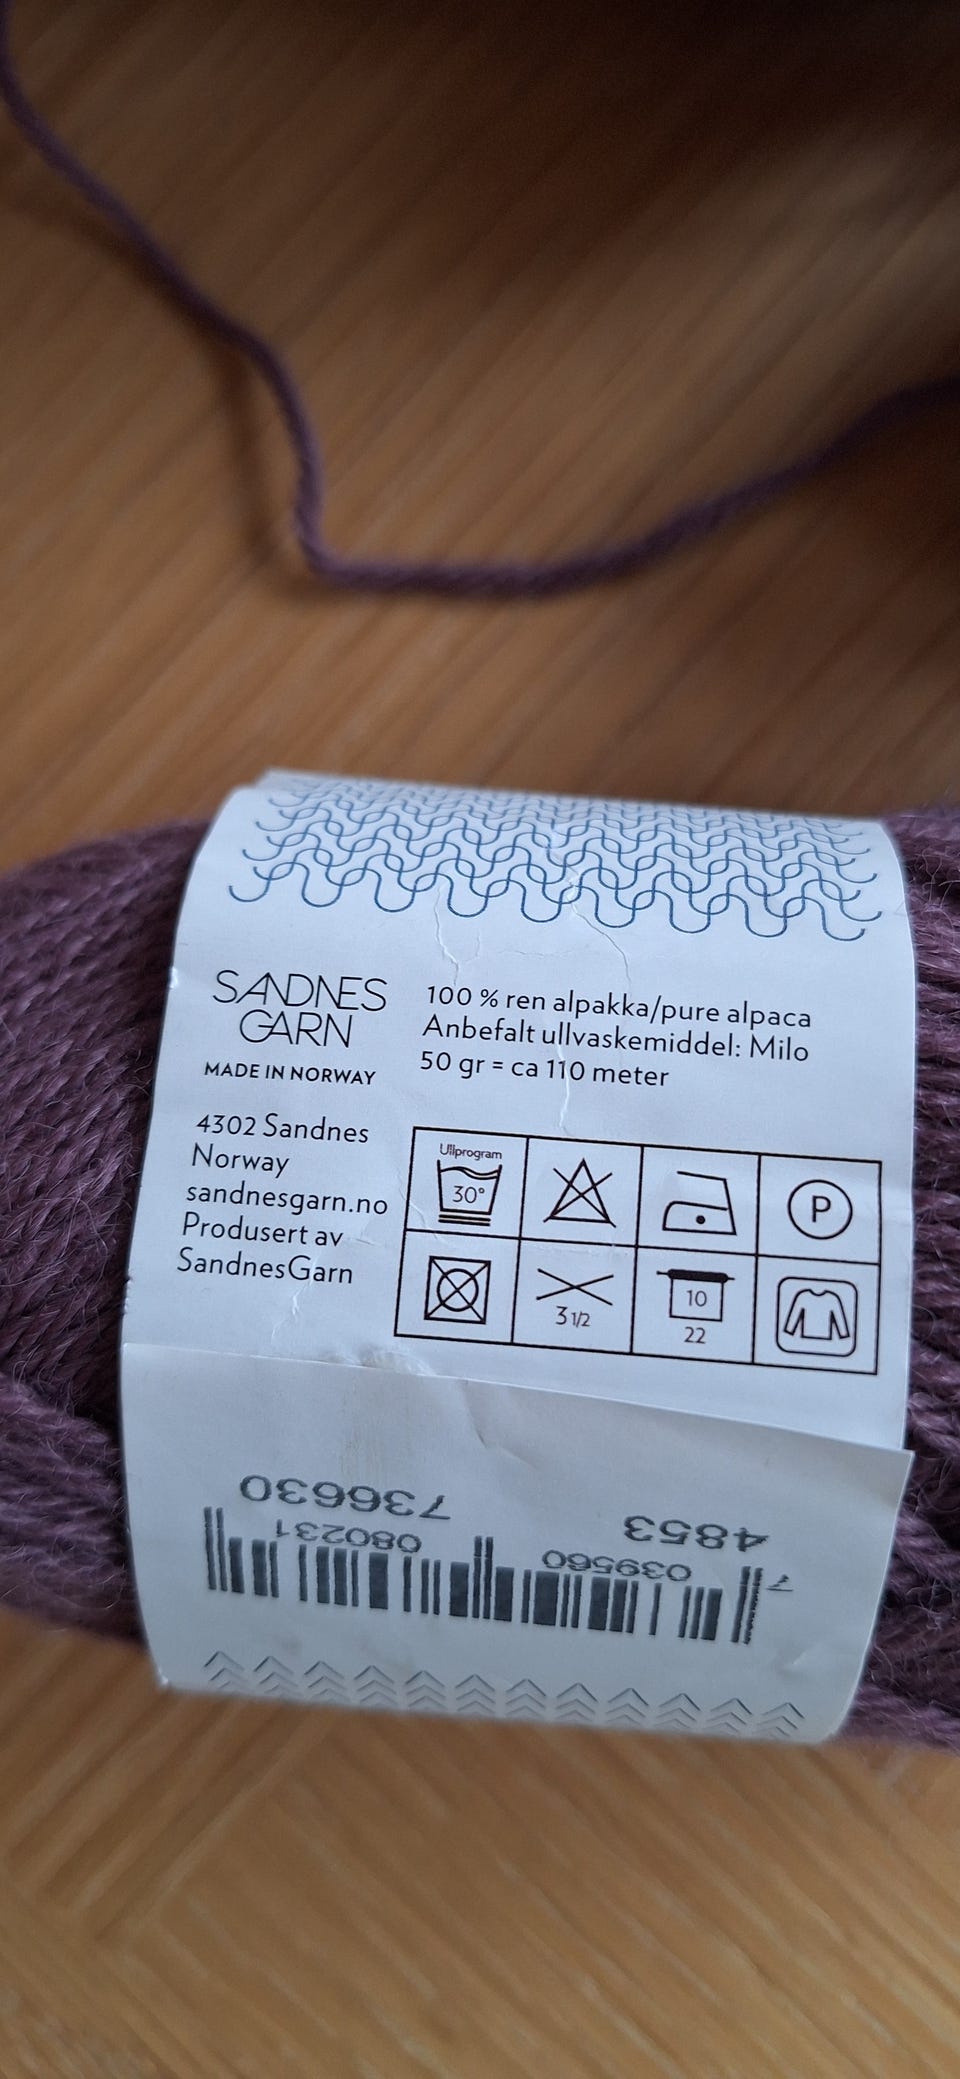 SANDNES
GARN
MADE IN NORWAY
4302 Sandnes
Norway
sandnesgarn.no
Produsert av
SandnesGarn
100 % ren alpakka/pure alpaca
Anbefalt ullvaskemiddel: Milo
50 gr = ca 110 meter
Ullprogram
30°
P
3 1/2
10
22
4853
736630
7 039560 080231